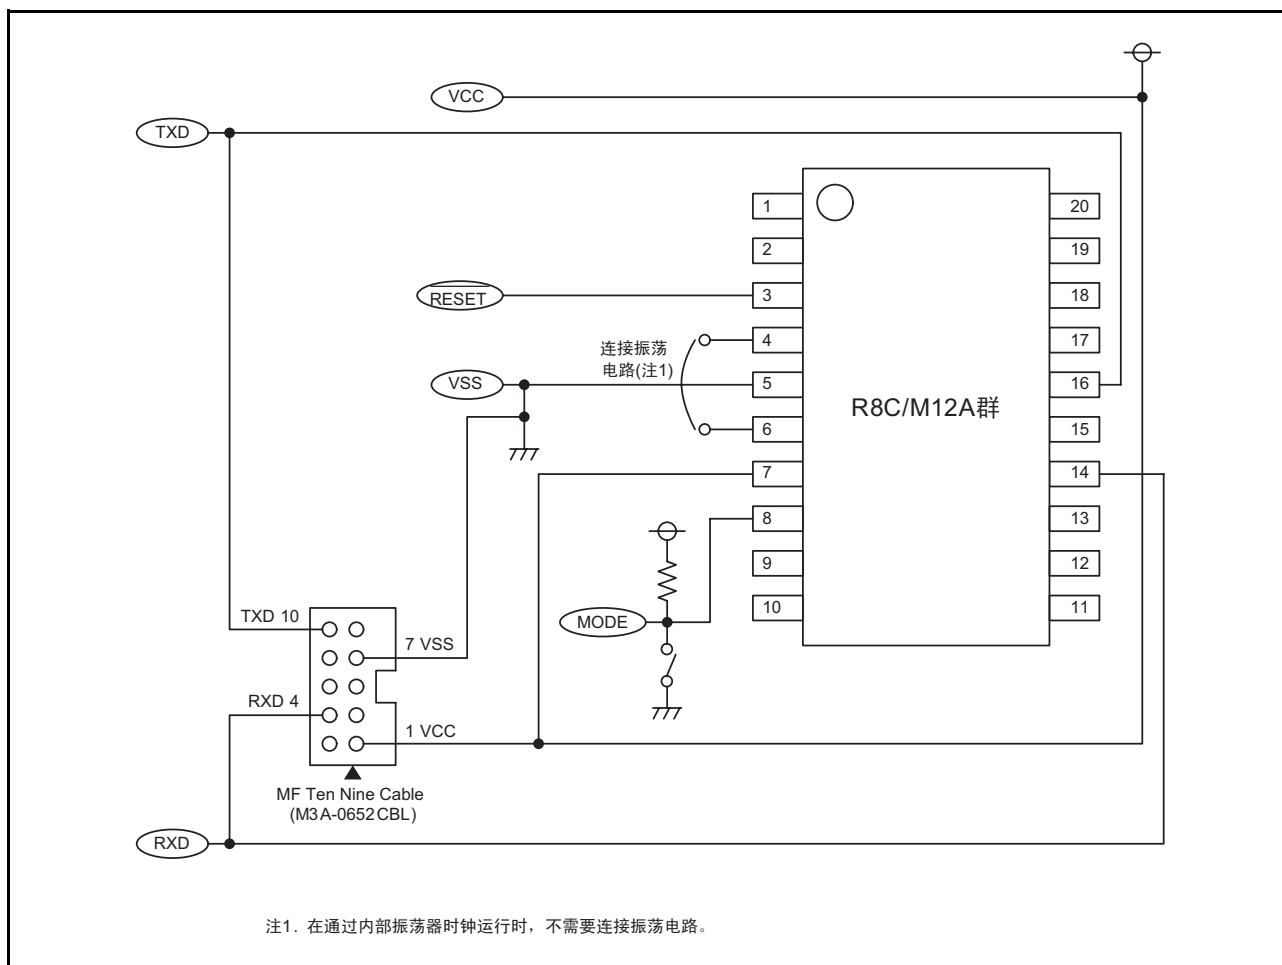 VCC
TXD
1
20
2
19
RESET
3
18
连接振荡
电路(注1)
4
17
VSS
5
16
R8C/M12A群
6
15
7
14
8
13
9
12
MODE
10
11
TXD 10
7 VSS
RXD 4
1 VCC
MF Ten Nine Cable
(M3A-0652CBL)
RXD
注1. 在通过内部振荡器时钟运行时，不需要连接振荡电路。